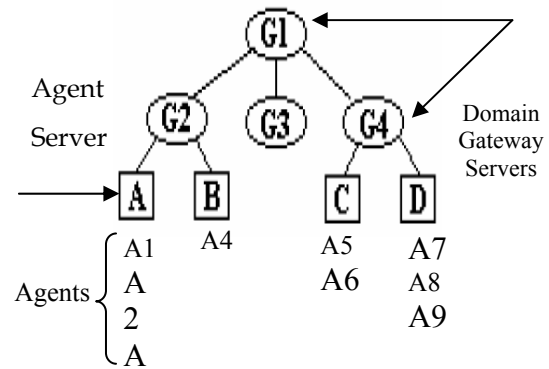 G1
Agent
Server
G2
G3
G4
Domain
Gateway
Servers
A
B
C
D
Agents
A1
A
2
A
A4
A5
A6
A7
A8
A9